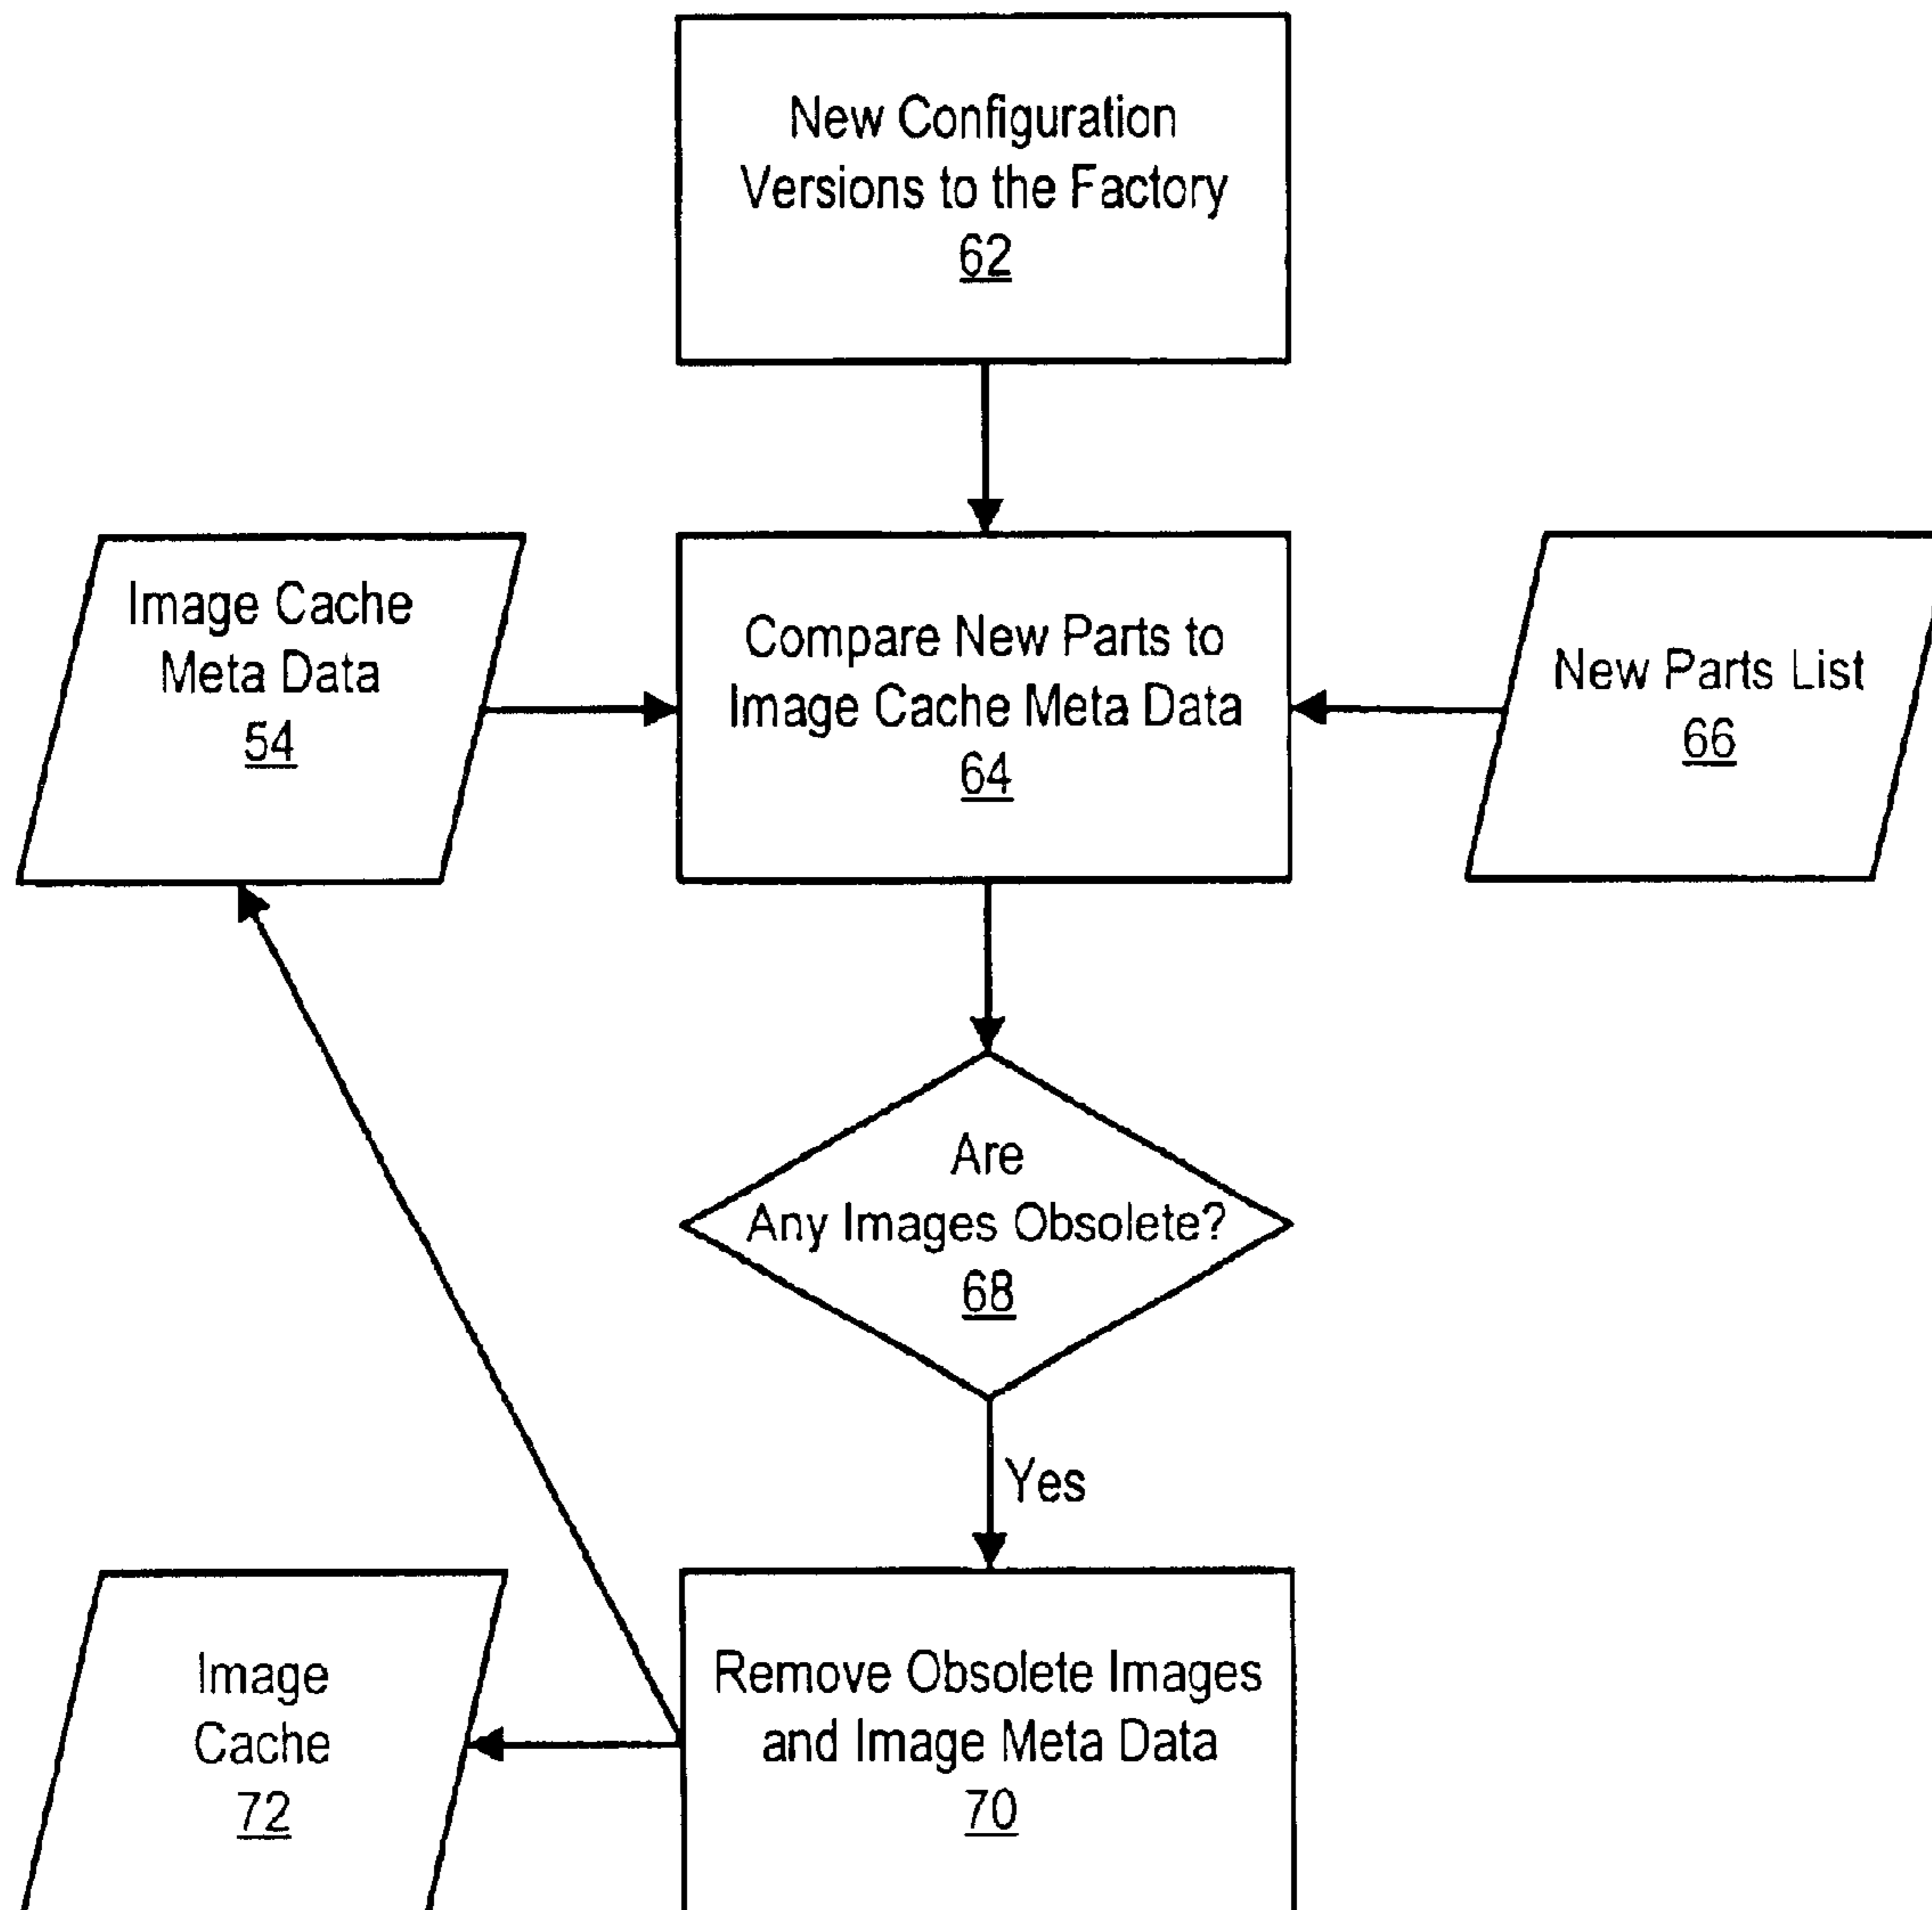 New Configuration
Versions to the Factory
62
Image Cache
Meta Data
54
Compare New Parts to
Image Cache Meta Data
64
New Parts List
66
Are
Any Images Obsolete?
68
Yes
Image
Cache
72
Remove Obsolete Images
and Image Meta Data
70